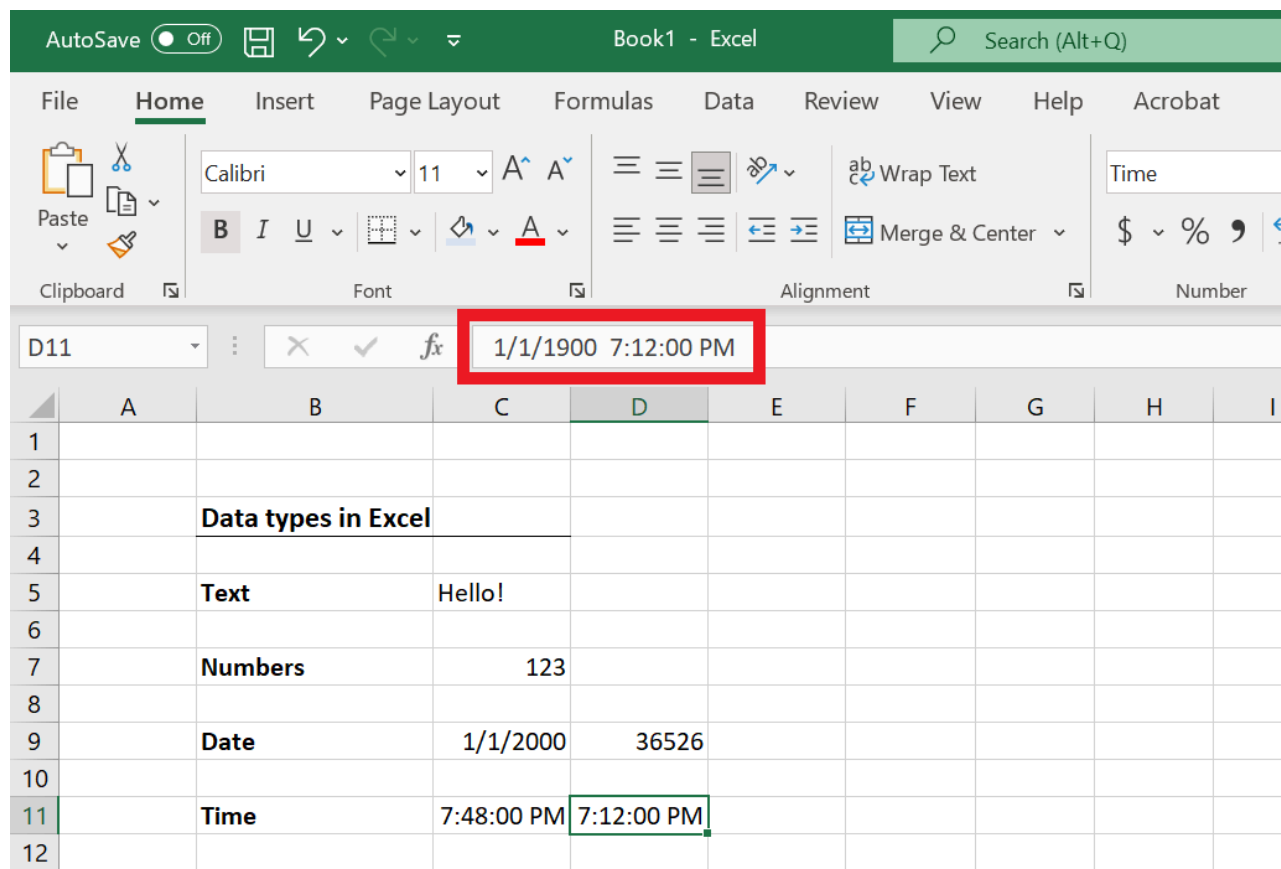 AutoSave Off Book1 - Excel Search (Alt+Q)
File Home Insert Page Layout Formulas Data Review View Help Acrobat
Paste Calibri 11 A A ab Wrap Text Time
B I U A Merge & Center $ % 9
Clipboard Font Alignment Number
D11 fx 1/1/1900 7:12:00 PM
A B C D E F G H I
1
2
3 Data types in Excel
4
5 Text Hello!
6
7 Numbers 123
8
9 Date 1/1/2000 36526
10
11 Time 7:48:00 PM 7:12:00 PM
12